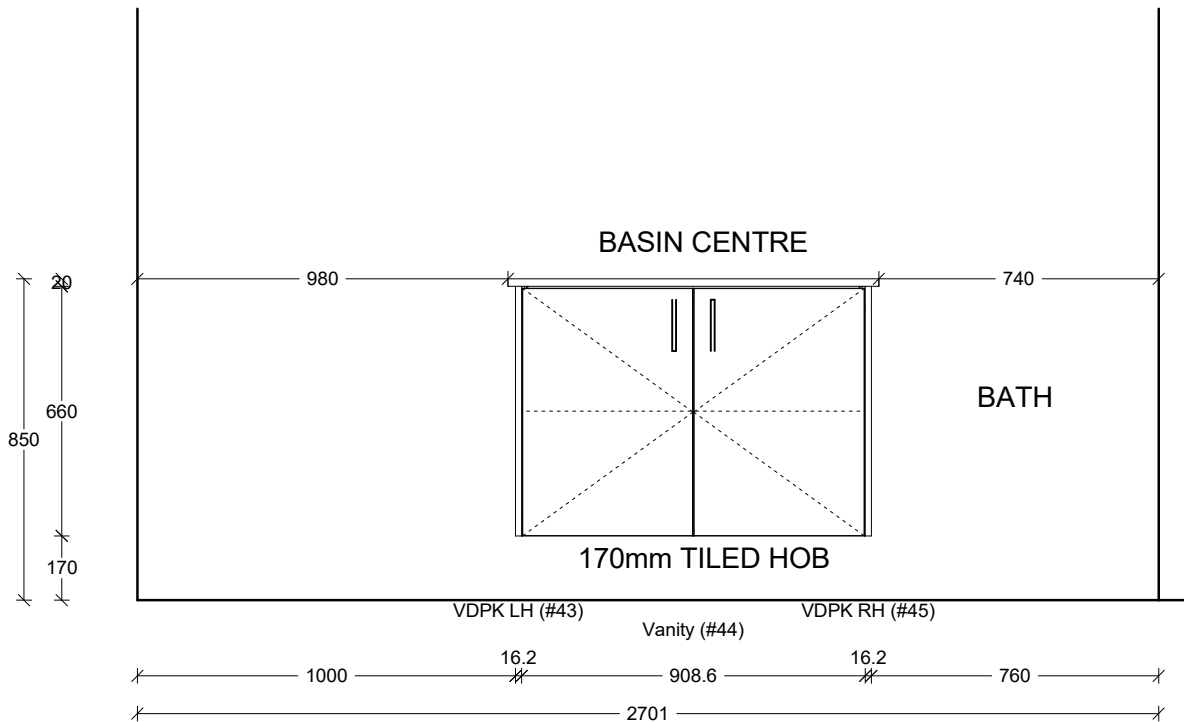 BASIN CENTRE
20
980
740
BATH
660
850
170mm TILED HOB
170
VDPK LH (#43)
VDPK RH (#45)
Vanity (#44)
16.2
16.2
1000
908.6
760
2701